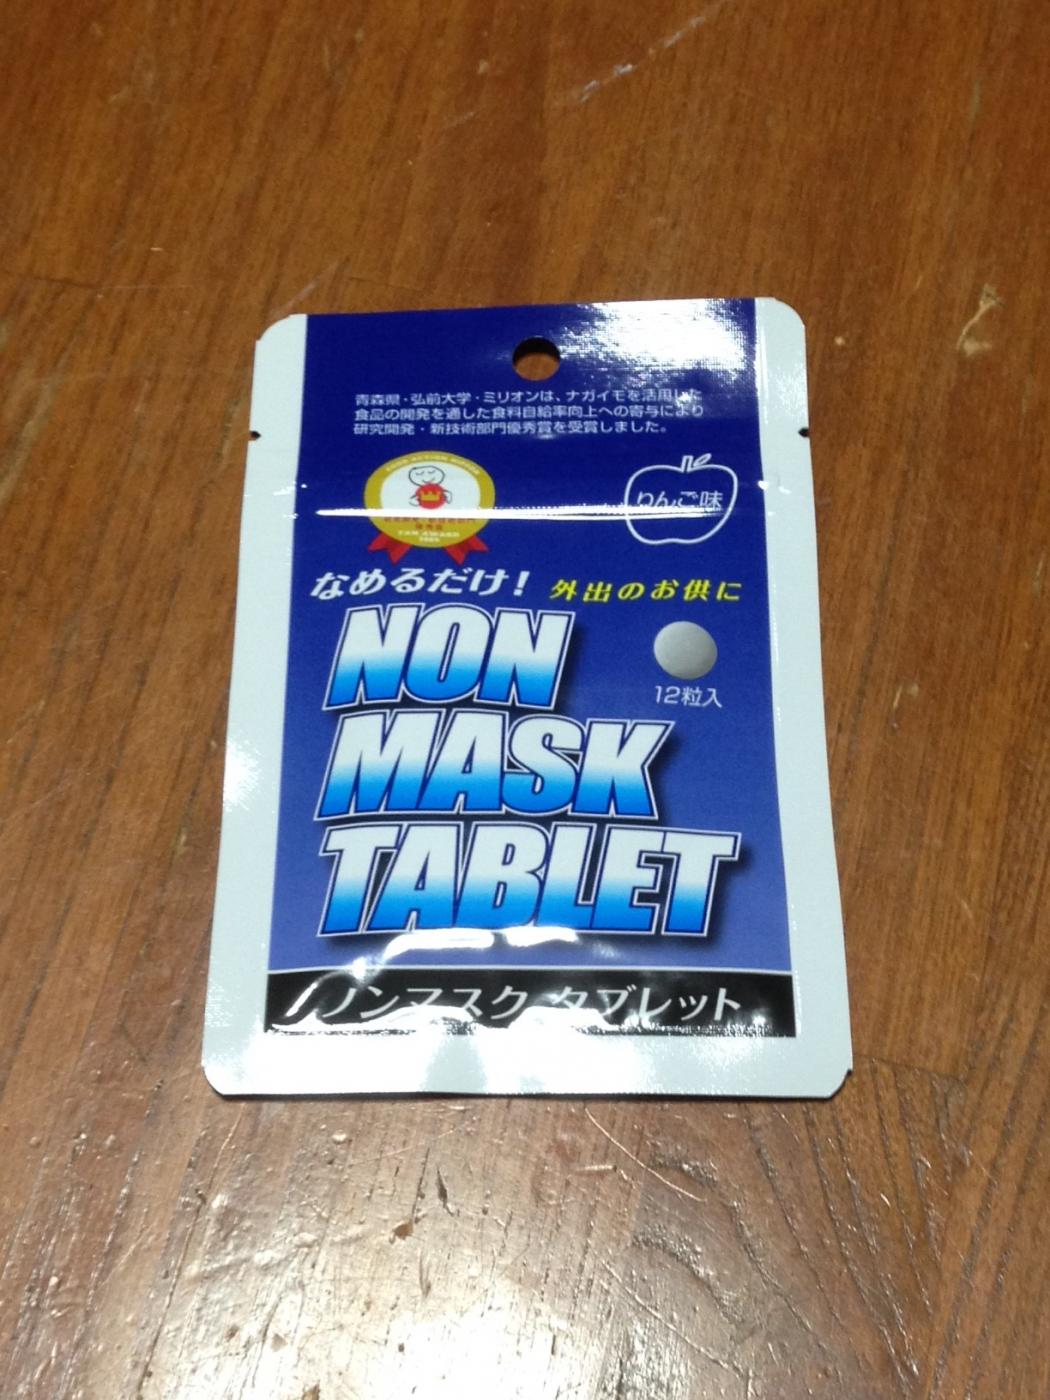 青森県・弘前大学・ミリオンは、ナガイモを活用した
食品の開発を通した食料自給率向上への寄与により
研究開発・新技術部門優秀賞を受賞しました。
りんご味
なめるだけ!
外出のお供に
NON
MASK
TABLET
12粒入
ノンマスク タブレット